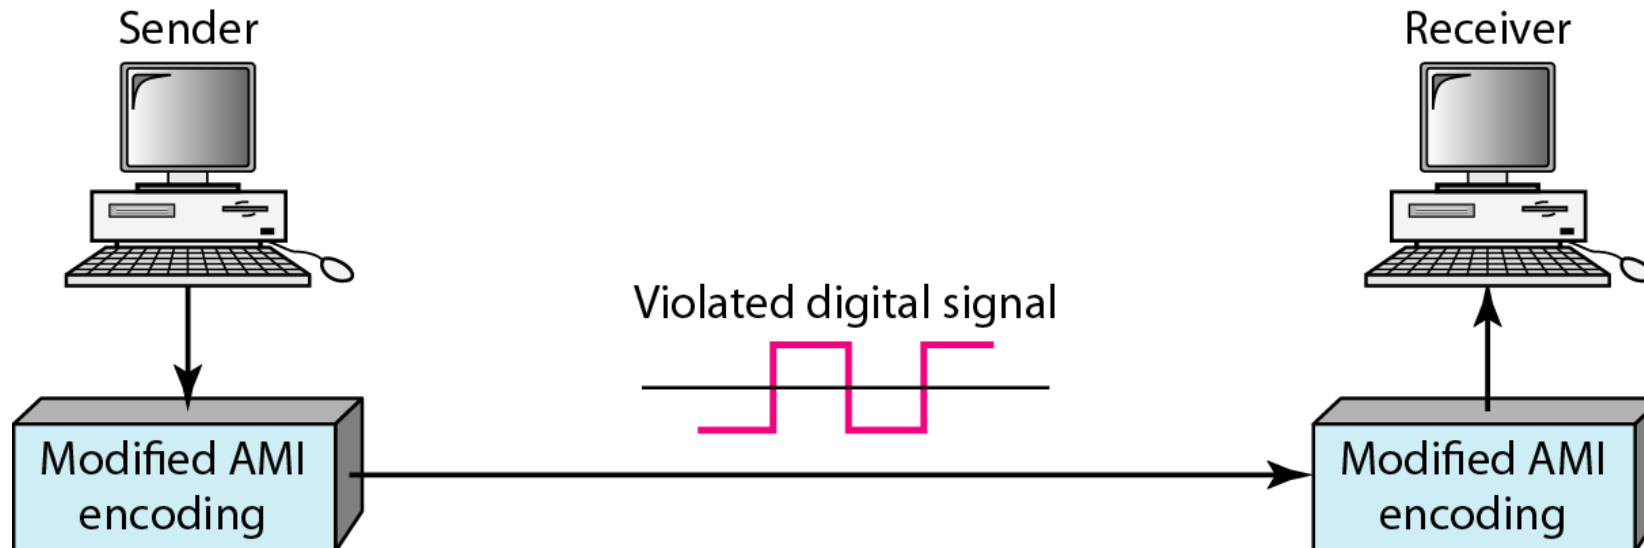 Sender
Receiver
Violated digital signal
Modified AMI
encoding
Modified AMI
encoding